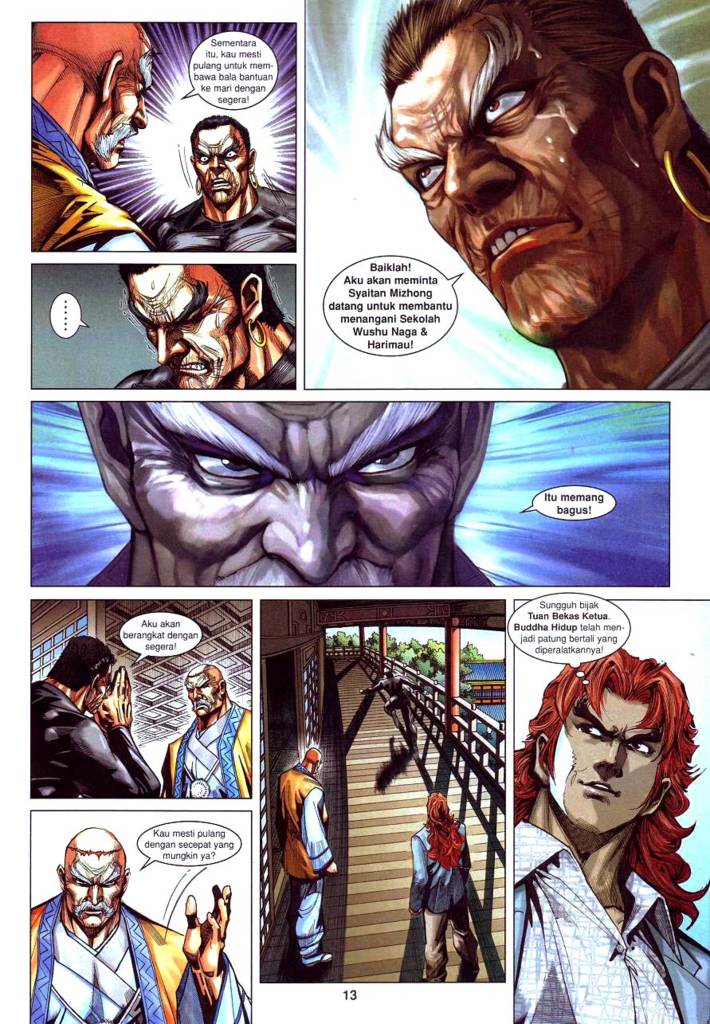 Sementara
itu, kau mesti
pulang untuk mem-
bawa bala bantuan
ke mari dengan
segera!
......
Baiklah!
Aku akan meminta
Syaitan Mizhong
datang untuk membantu
menangani Sekolah
Wushu Naga &
Harimau!
Itu memang
bagus!
Aku akan
berangkat dengan
segera!
Kau mesti pulang
dengan secepat yang
mungkin ya?
Sungguh bijak
Tuan Bekas Ketua.
Buddha Hidup telah men-
jadi patung bertali yang
diperalatkannya!
13